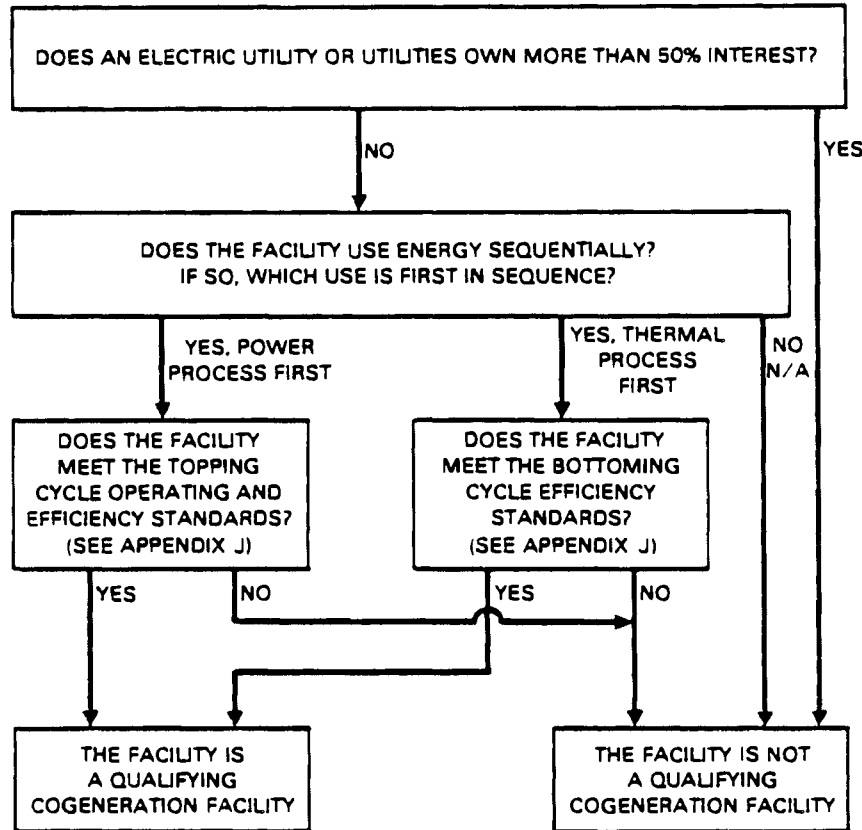 DOES AN ELECTRIC UTILITY OR UTILITIES OWN MORE THAN 50% INTEREST?
NO
YES
DOES THE FACILITY USE ENERGY SEQUENTIALLY?
IF SO, WHICH USE IS FIRST IN SEQUENCE?
YES, POWER
PROCESS FIRST
YES, THERMAL
PROCESS
FIRST
NO
N/A
DOES THE FACILITY
MEET THE TOPPING
CYCLE OPERATING AND
EFFICIENCY STANDARDS?
(SEE APPENDIX J)
DOES THE FACILITY
MEET THE BOTTOMING
CYCLE EFFICIENCY
STANDARDS?
(SEE APPENDIX J)
YES
NO
YES
NO
THE FACILITY IS
A QUALIFYING
COGENERATION FACILITY
THE FACILITY IS NOT
A QUALIFYING
COGENERATION FACILITY